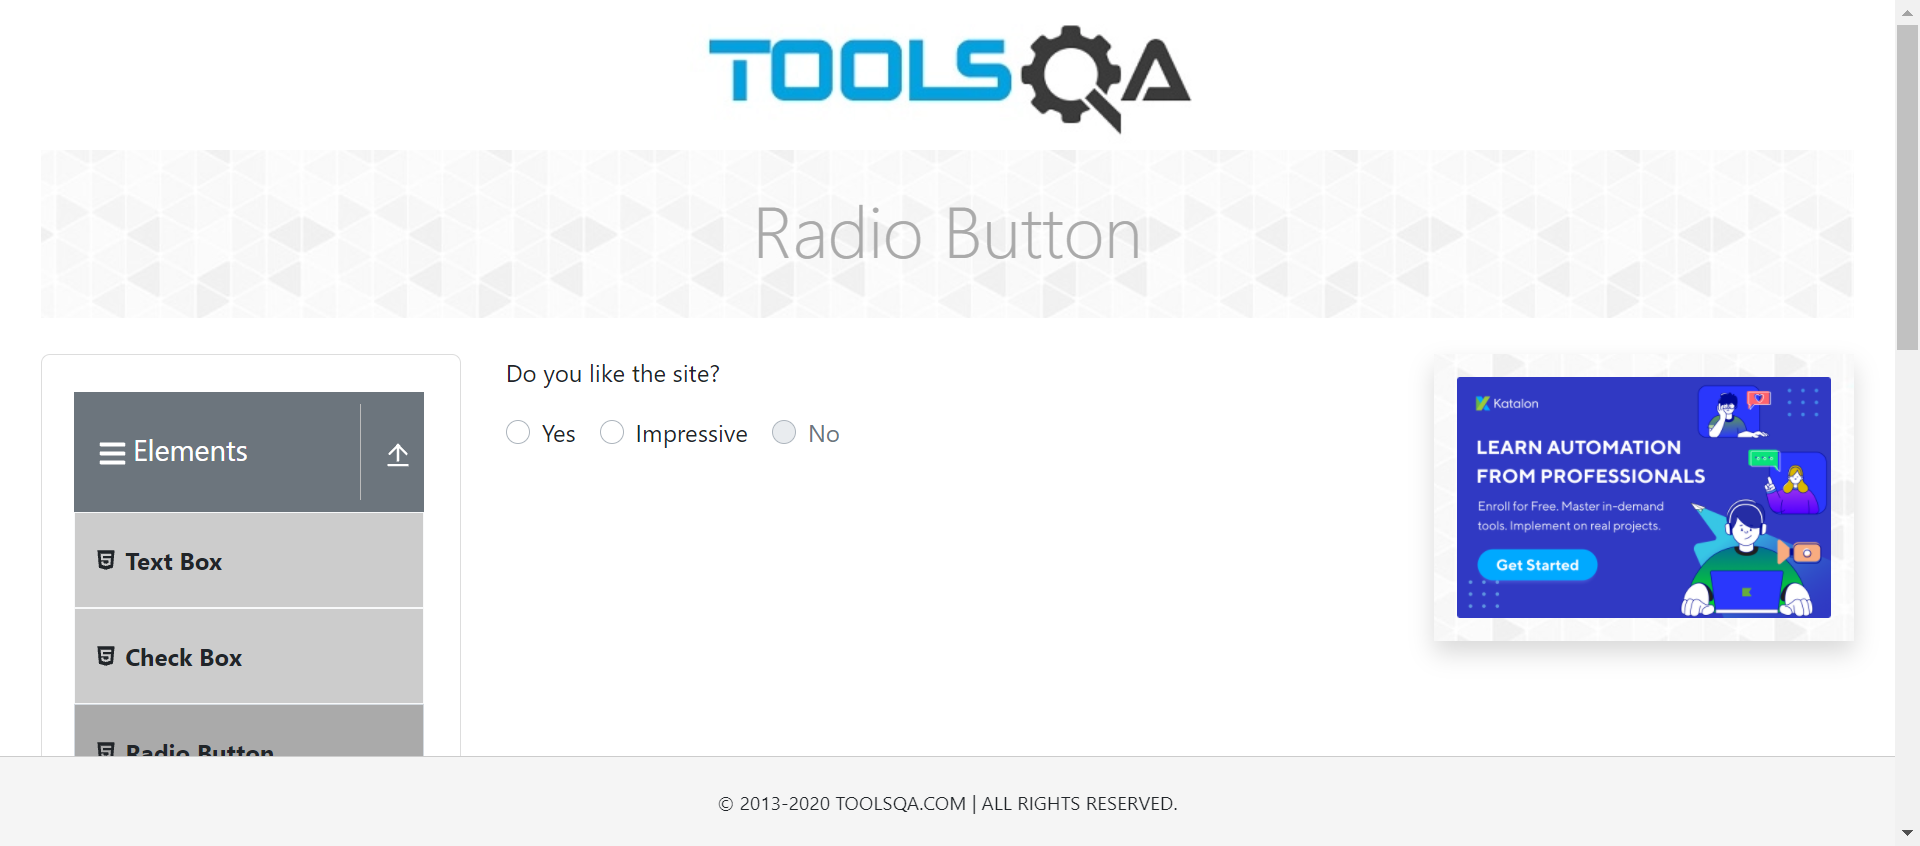 TOOLSQA
Radio Button
Elements
Text Box
Check Box
Radio Button
Do you like the site?
Yes Impressive No
Katalon
LEARN AUTOMATION
FROM PROFESSIONALS
Enroll for Free. Master in-demand
tools. Implement on real projects.
Get Started
© 2013-2020 TOOLSQA.COM | ALL RIGHTS RESERVED.